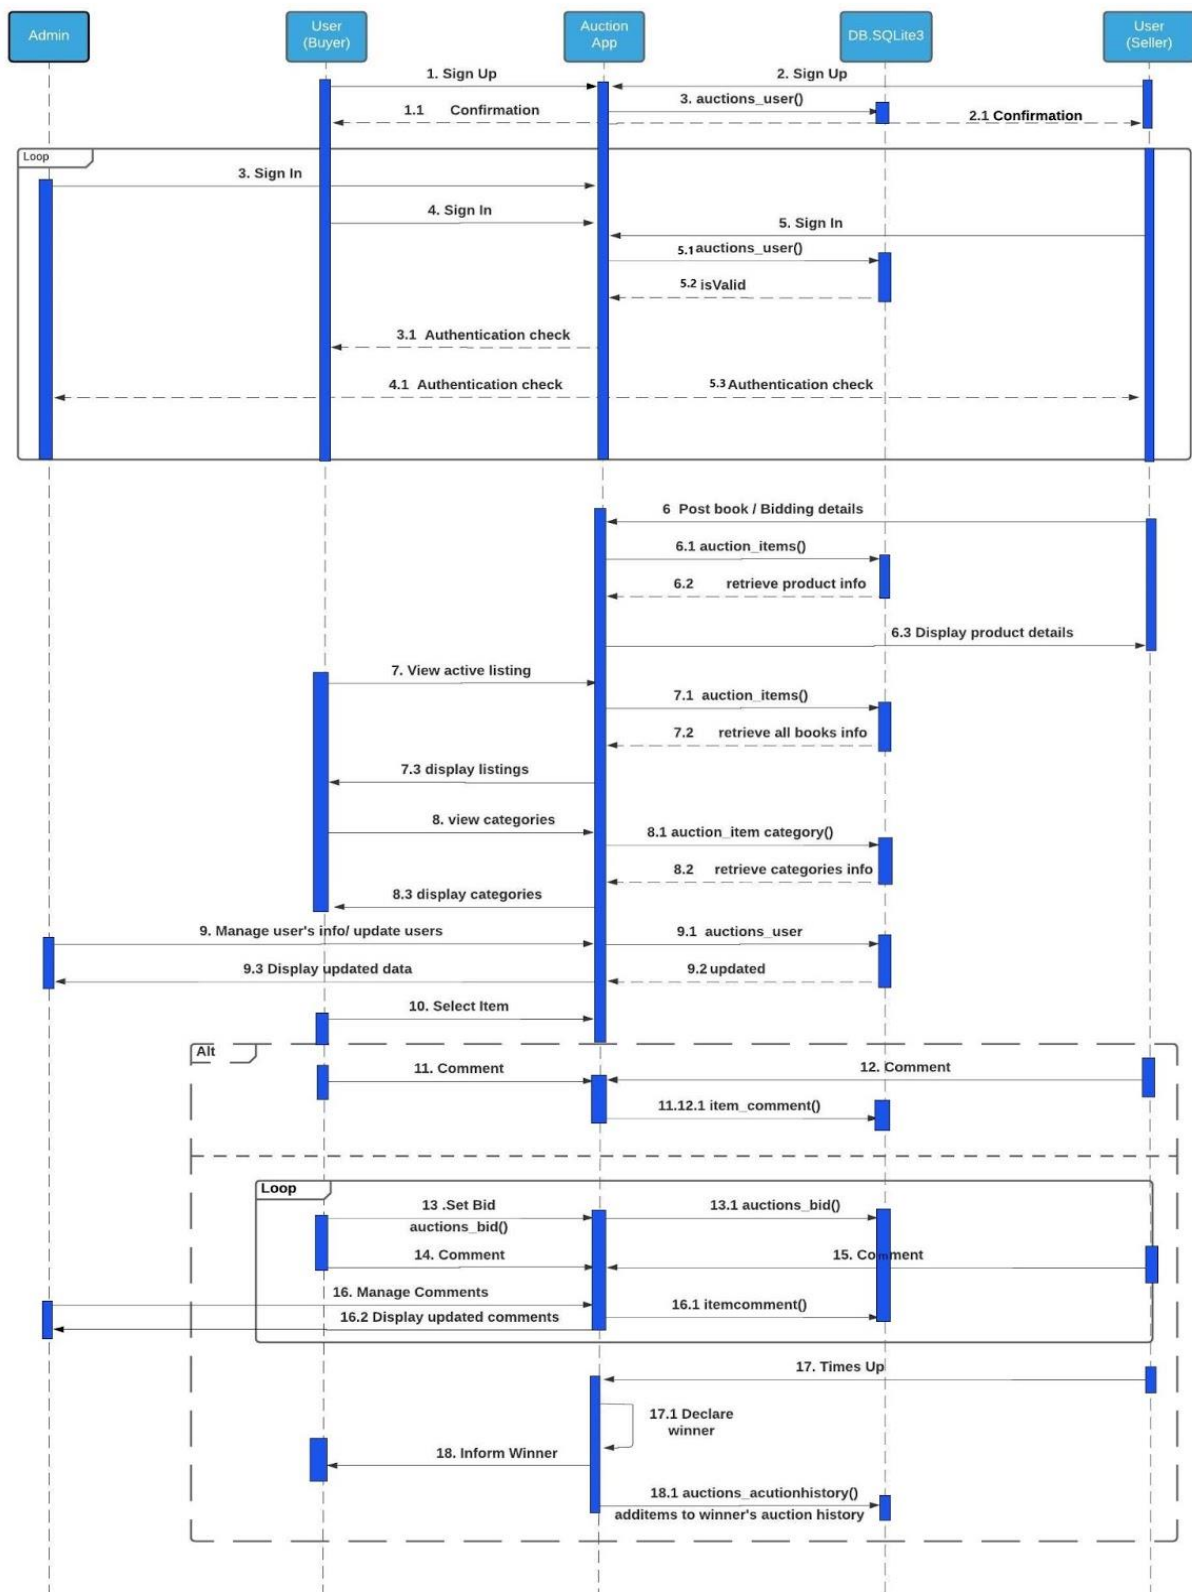 Admin
User
(Buyer)
Auction
App
DB.SQLite3
User
(Seller)
1. Sign Up
2. Sign Up
3. auctions_user()
1.1 Confirmation
2.1 Confirmation
Loop
3. Sign In
4. Sign In
5. Sign In
5.1 auctions_user()
5.2 isValid
3.1 Authentication check
4.1 Authentication check
5.3 Authentication check
6 Post book / Bidding details
6.1 auction_items()
6.2 retrieve product info
6.3 Display product details
7. View active listing
7.1 auction_items()
7.2 retrieve all books info
7.3 display listings
8. view categories
8.1 auction_item category()
8.2 retrieve categories info
8.3 display categories
9. Manage user's info/ update users
9.1 auctions_user
9.3 Display updated data
9.2 updated
10. Select Item
Alt
11. Comment
12. Comment
11.12.1 item_comment()
Loop
13 .Set Bid
auctions_bid()
13.1 auctions_bid()
14. Comment
15. Comment
16. Manage Comments
16.1 itemcomment()
16.2 Display updated comments
17. Times Up
17.1 Declare
winner
18. Inform Winner
18.1 auctions_acutionhistory()
additems to winner's auction history